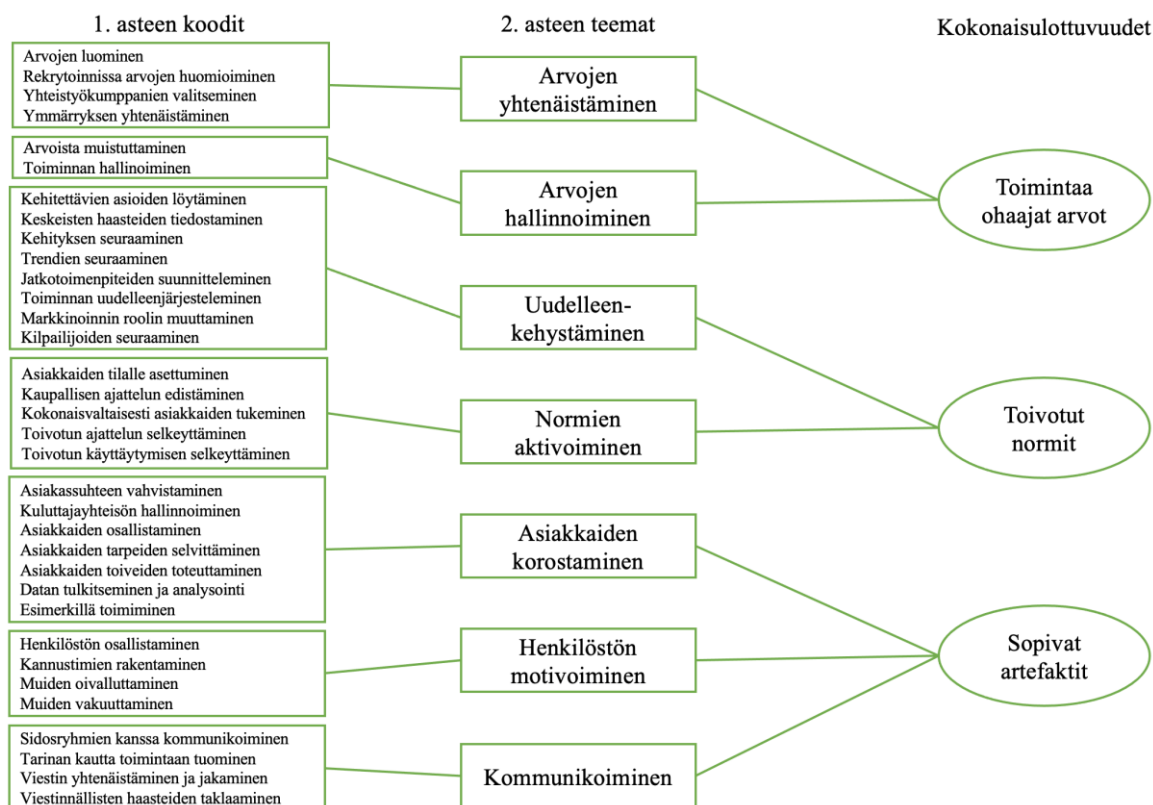 1. asteen koodit
2. asteen teemat
Kokonaisulottuvuudet
Arvojen luominen
Rekrytoinnissa arvojen huomioiminen
Yhteistyökumppanien valitseminen
Ymmärryksen yhtenäistäminen
Arvojen
yhtenäistäminen
Arvoista muistuttaminen
Toiminnan hallinoiminen
Arvojen
hallinnoiminen
Toimintaa
ohaajat arvot
Kehitettävien asioiden löytäminen
Keskeisten haasteiden tiedostaminen
Kehityksen seuraaminen
Trendien seuraaminen
Jatkotoimenpiteiden suunnitteleminen
Toiminnan uudelleenjärjesteleminen
Markkinoinnin roolin muuttaminen
Kilpailijoiden seuraaminen
Uudelleen-
kehystäminen
Asiakkaiden tilalle asettuminen
Kaupallisen ajattelun edistäminen
Kokonaisvaltaisesti asiakkaiden tukeminen
Toivotun ajattelun selkeyttäminen
Toivotun käyttäytymisen selkeyttäminen
Normien
aktivoiminen
Toivotut
normit
Asiakassuhteen vahvistaminen
Kuluttajayhteisön hallinnoiminen
Asiakkaiden osallistaminen
Asiakkaiden tarpeiden selvittäminen
Asiakkaiden toiveiden toteuttaminen
Datan tulkitseminen ja analysointi
Esimerkillä toimiminen
Asiakkaiden
korostaminen
Henkilöstön osallistaminen
Kannustimien rakentaminen
Muiden oivalluttaminen
Muiden vakuuttaminen
Henkilöstön
motivoiminen
Sopivat
artefaktit
Sidosryhmien kanssa kommunikoiminen
Tarinan kautta toimintaan tuominen
Viestin yhtenäistäminen ja jakaminen
Viestinnällisten haasteiden taklaaminen
Kommunikoiminen